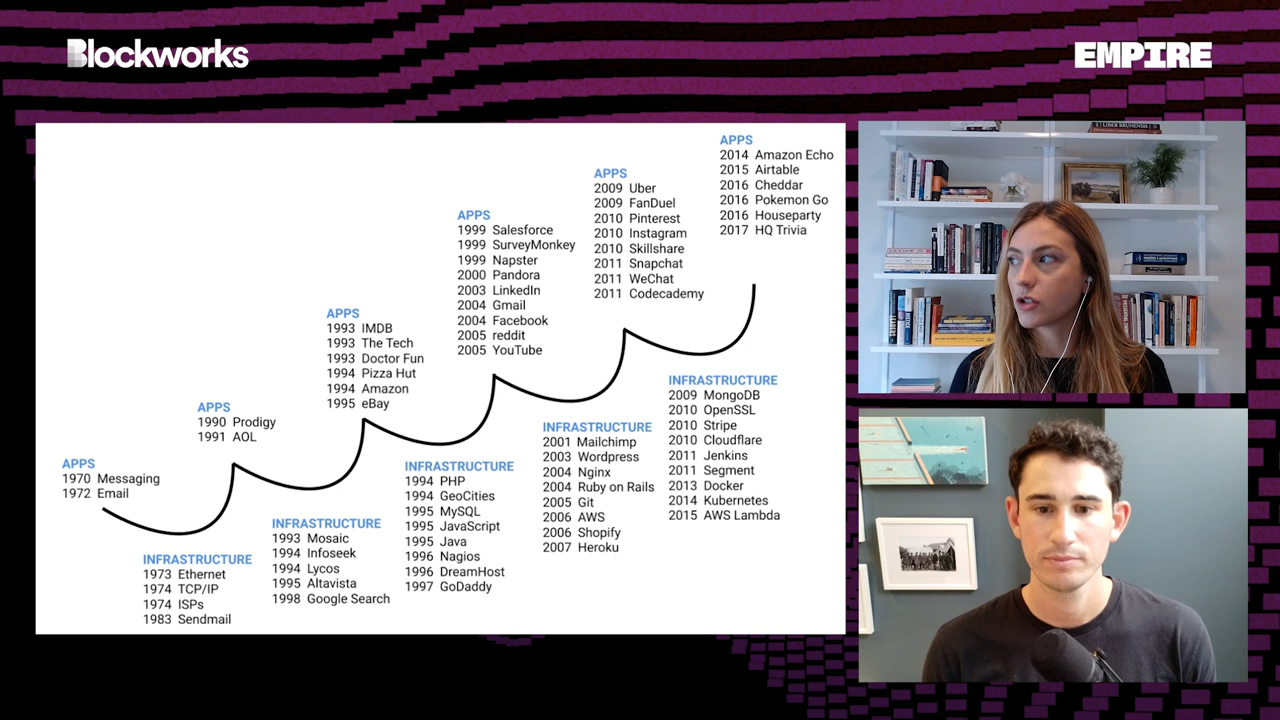 Blockworks
EMPIRE
APPS
1970 Messaging
1972 Email
INFRASTRUCTURE
1973 Ethernet
1974 TCP/IP
1974 ISPs
1983 Sendmail
APPS
1990 Prodigy
1991 AOL
INFRASTRUCTURE
1993 Mosaic
1994 Infoseek
1994 Lycos
1995 Altavista
1998 Google Search
APPS
1993 IMDB
1993 The Tech
1993 Doctor Fun
1994 Pizza Hut
1994 Amazon
1995 eBay
INFRASTRUCTURE
1994 PHP
1994 GeoCities
1995 MySQL
1995 JavaScript
1995 Java
1996 Nagios
1996 DreamHost
1997 GoDaddy
APPS
1999 Salesforce
1999 SurveyMonkey
1999 Napster
2000 Pandora
2003 LinkedIn
2004 Gmail
2004 Facebook
2005 reddit
2005 YouTube
INFRASTRUCTURE
2001 Mailchimp
2003 Wordpress
2004 Nginx
2004 Ruby on Rails
2005 Git
2006 AWS
2006 Shopify
2007 Heroku
APPS
2009 Uber
2009 FanDuel
2010 Pinterest
2010 Instagram
2010 Skillshare
2011 Snapchat
2011 WeChat
2011 Codecademy
INFRASTRUCTURE
2009 MongoDB
2010 OpenSSL
2010 Stripe
2010 Cloudflare
2011 Jenkins
2011 Segment
2013 Docker
2014 Kubernetes
2015 AWS Lambda
APPS
2014 Amazon Echo
2015 Airtable
2016 Cheddar
2016 Pokemon Go
2016 Houseparty
2017 HQ Trivia
LIBER BRUNENSIS